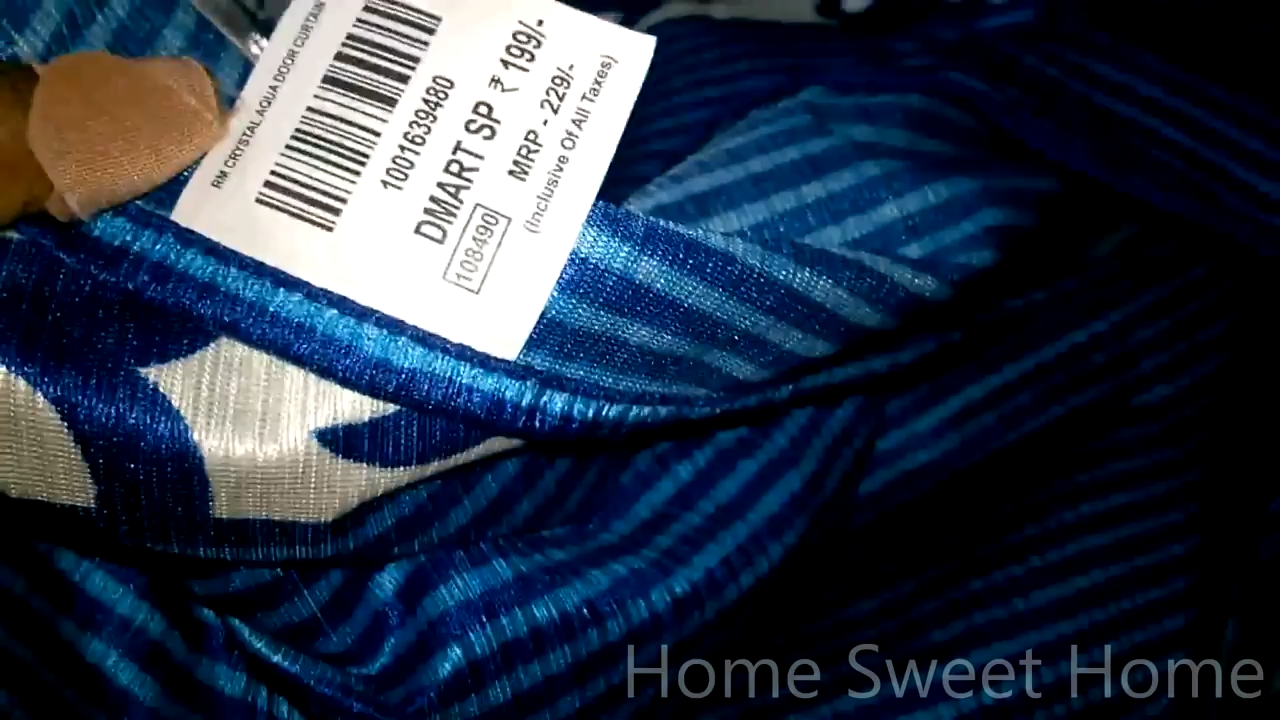 RM CRYSTAL AQUA DOOR CURTAIN
1001639480
DMART SP ₹ 199/-
MRP - 229/-
108490
(Inclusive Of All Taxes)
Home Sweet Home